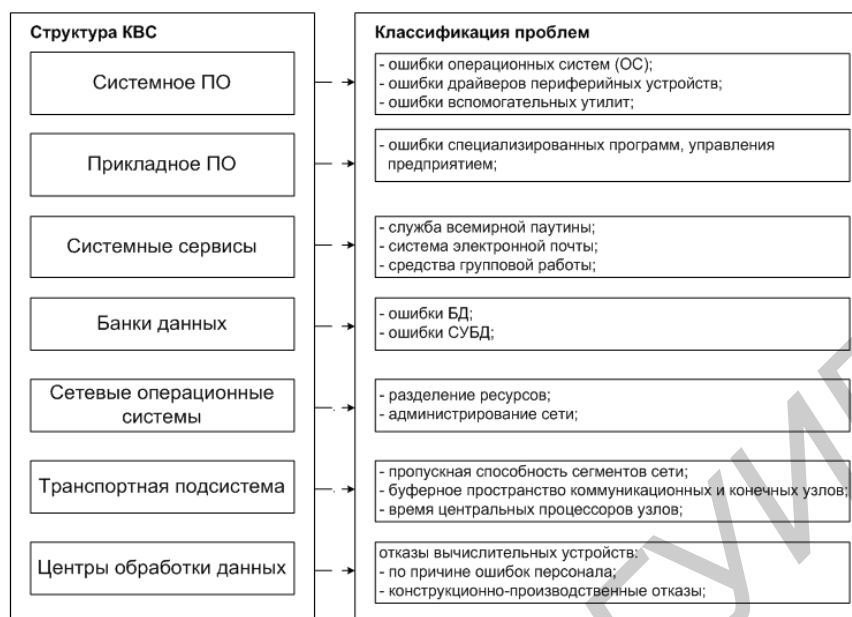 Структура КВС
Классификация проблем
Системное ПО
- ошибки операционных систем (ОС);
- ошибки драйверов периферийных устройств;
- ошибки вспомогательных утилит;
Прикладное ПО
- ошибки специализированных программ, управления
предприятием;
Системные сервисы
- служба всемирной паутины;
- система электронной почты;
- средства групповой работы;
Банки данных
- ошибки БД;
- ошибки СУБД;
Сетевые операционные
системы
- разделение ресурсов;
- администрирование сети;
Транспортная подсистема
- пропускная способность сегментов сети;
- буферное пространство коммуникационных и конечных узлов;
- время центральных процессоров узлов;
Центры обработки данных
отказы вычислительных устройств:
- по причине ошибок персонала;
- конструкционно-производственные отказы;